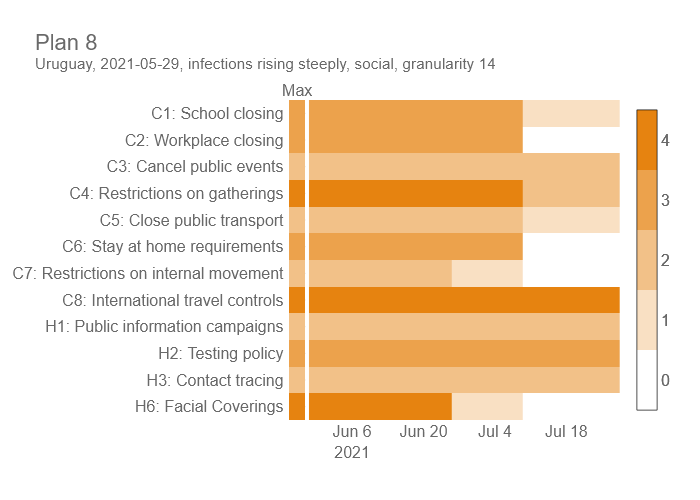 Plan 8
Uruguay, 2021-05-29, infections rising steeply, social, granularity 14
Max
C1: School closing
C2: Workplace closing
C3: Cancel public events
C4: Restrictions on gatherings
C5: Close public transport
C6: Stay at home requirements
C7: Restrictions on internal movement
C8: International travel controls
H1: Public information campaigns
H2: Testing policy
H3: Contact tracing
H6: Facial Coverings
Jun 6 Jun 20 Jul 4 Jul 18
2021
4
3
2
1
0